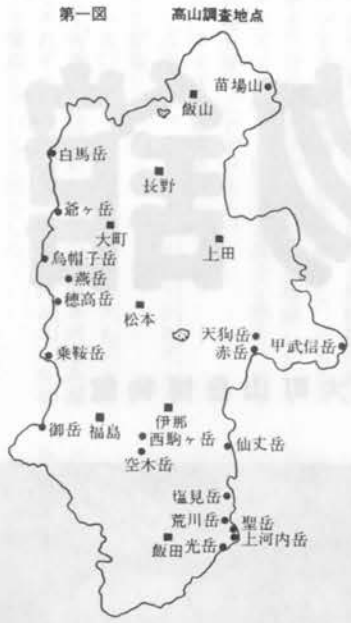 第一図 高山調査地点
苗場山
飯山
白馬岳
長野
爺ヶ岳
大町
上田
烏帽子岳
燕岳
穂高岳
松本
天狗岳
赤岳
甲武信岳
乗鞍岳
伊那
御岳
福島
西駒ヶ岳
仙丈岳
空木岳
塩見岳
荒川岳
聖岳
飯田
光岳
上河内岳